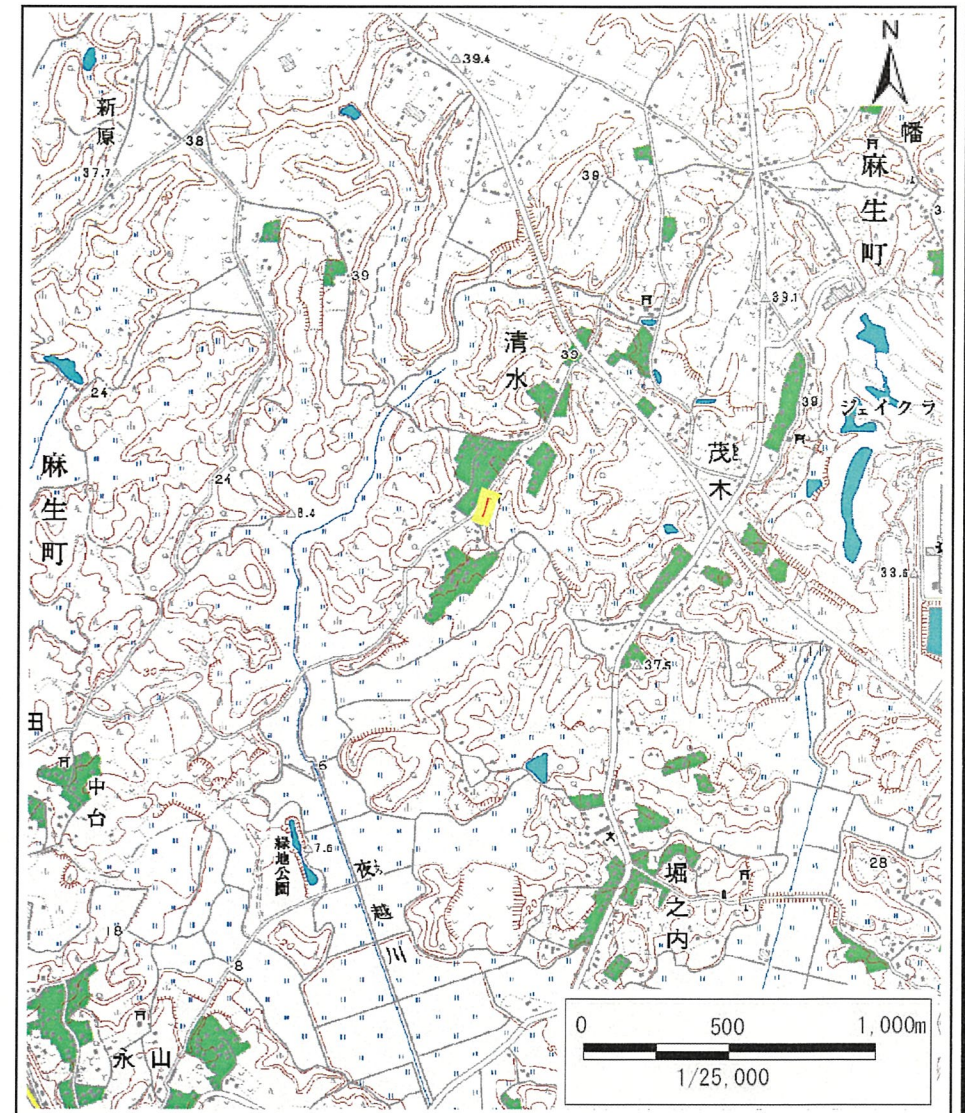 N
39.4
新原
38
37.7
幡
麻生町
39
39
39.1
清水
39
39
ジェイクラ
24
茂木
麻生町
24
8.4
33.6
37.5
11
田
中台
6
緑地公園
7.6
夜越川
堀之内
28
18
8
永山
0 500 1,000m
1/25,000